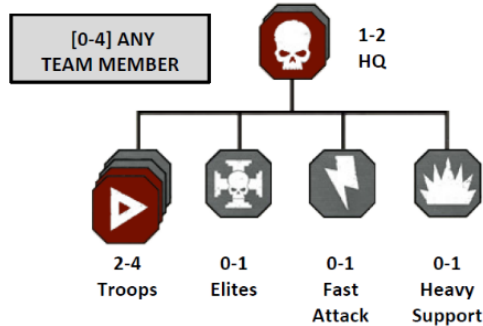 [0-4] ANY
TEAM MEMBER
1-2
HQ
2-4
Troops
0-1
Elites
0-1
Fast
Attack
0-1
Heavy
Support